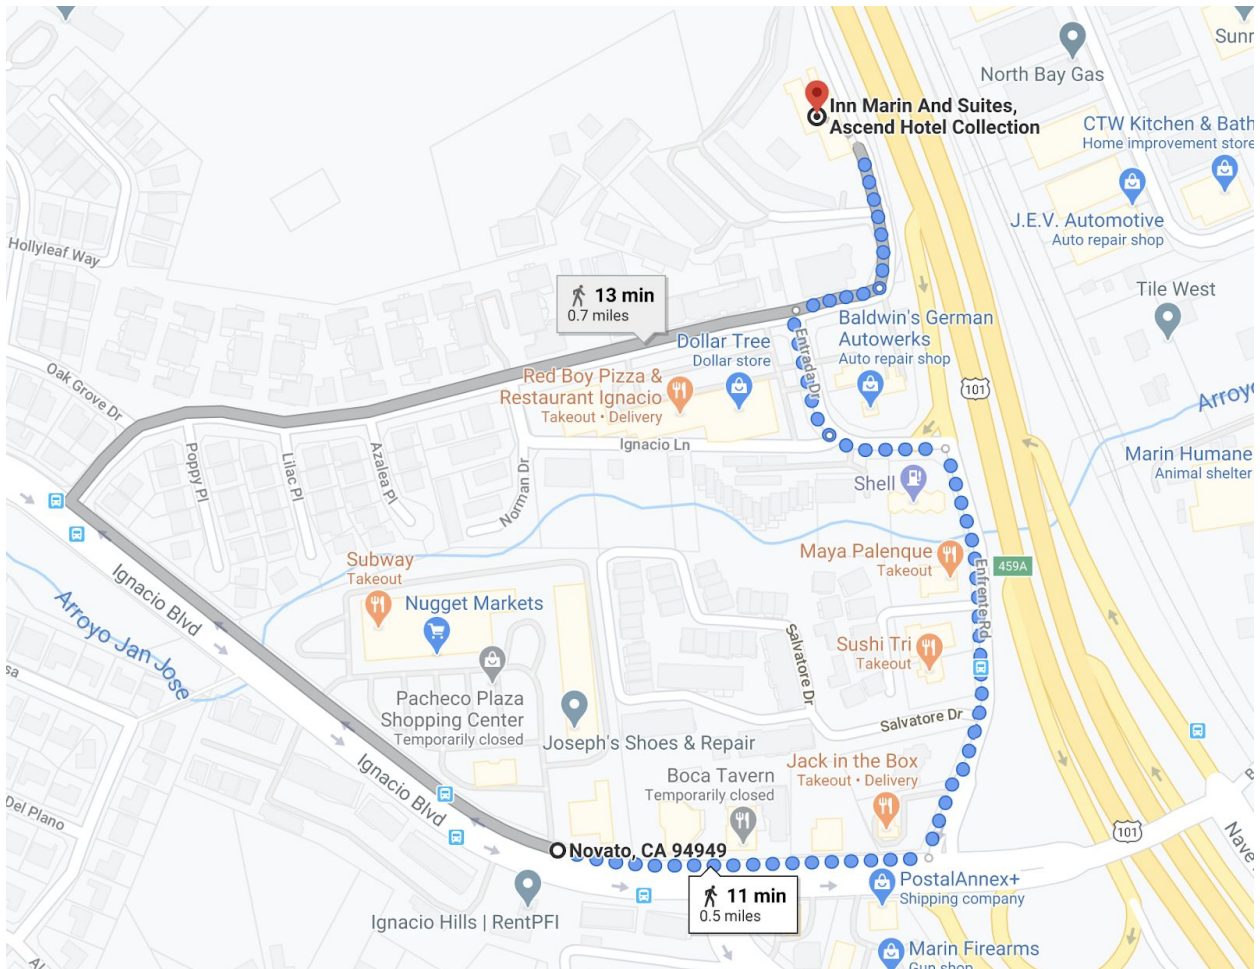 Sunr
North Bay Gas
Inn Marin And Suites,
Ascend Hotel Collection
CTW Kitchen & Bath
Home improvement store
J.E.V. Automotive
Auto repair shop
Hollyleaf Way
13 min
0.7 miles
Tile West
Baldwin's German
Autowerks
Auto repair shop
Dollar Tree
Dollar store
Entrada Dr
Oak Grove Dr
Red Boy Pizza &
Restaurant Ignacio
Takeout • Delivery
101
Arroyo
Poppy Pl
Lilac Pl
Azalea Pl
Norman Dr
Ignacio Ln
Marin Humane
Animal shelter
Shell
Subway
Takeout
Maya Palenque
Takeout
459A
Enfrente Rd
Ignacio Blvd
Nugget Markets
Arroyo Jan Jose
Salvatore Dr
Sushi Tri
Takeout
sa
Pacheco Plaza
Shopping Center
Temporarily closed
Salvatore Dr
Joseph's Shoes & Repair
Ignacio Blvd
Boca Tavern
Temporarily closed
Jack in the Box
Takeout • Delivery
Del Plano
101
Nave
Novato, CA 94949
11 min
0.5 miles
PostalAnnex+
Shipping company
Ignacio Hills | RentPFI
Marin Firearms
Gun shop